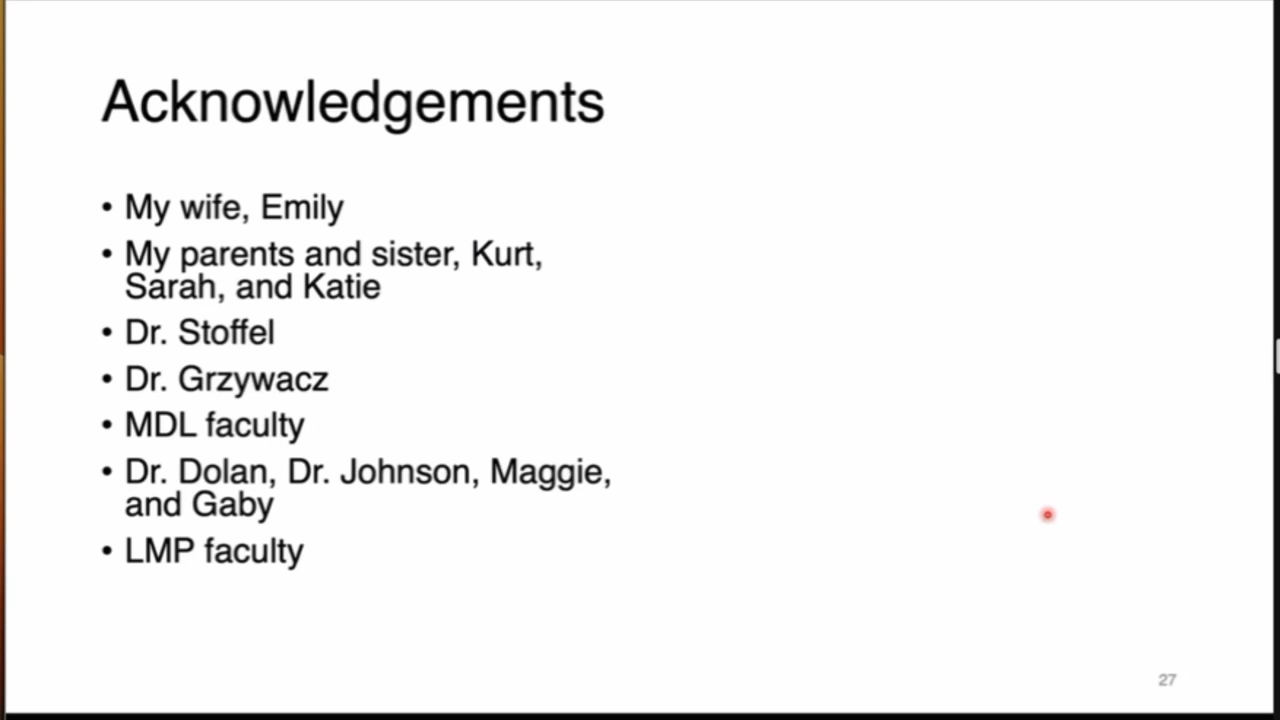 Acknowledgements
• My wife, Emily
• My parents and sister, Kurt,
Sarah, and Katie
• Dr. Stoffel
• Dr. Grzywacz
• MDL faculty
• Dr. Dolan, Dr. Johnson, Maggie,
and Gaby
• LMP faculty
27